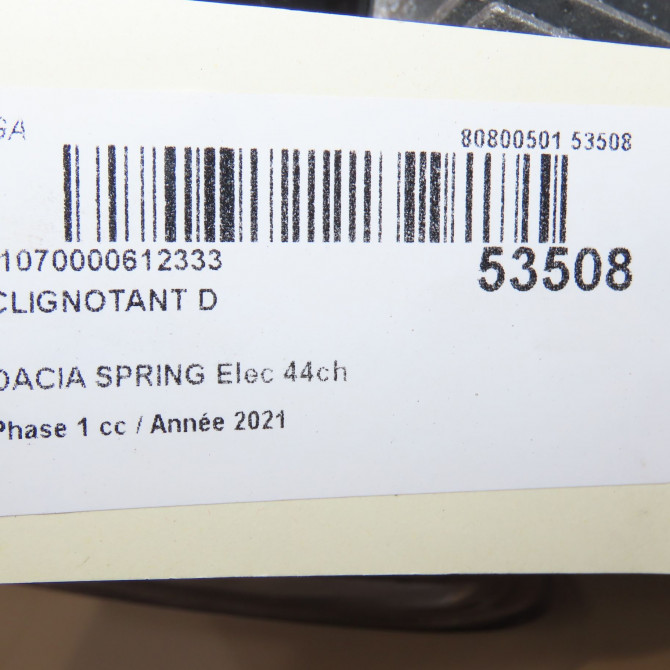 GA
80800501 53508
1070000612333
53508
CLIGNOTANT D
DACIA SPRING Elec 44ch
Phase 1 cc / Année 2021